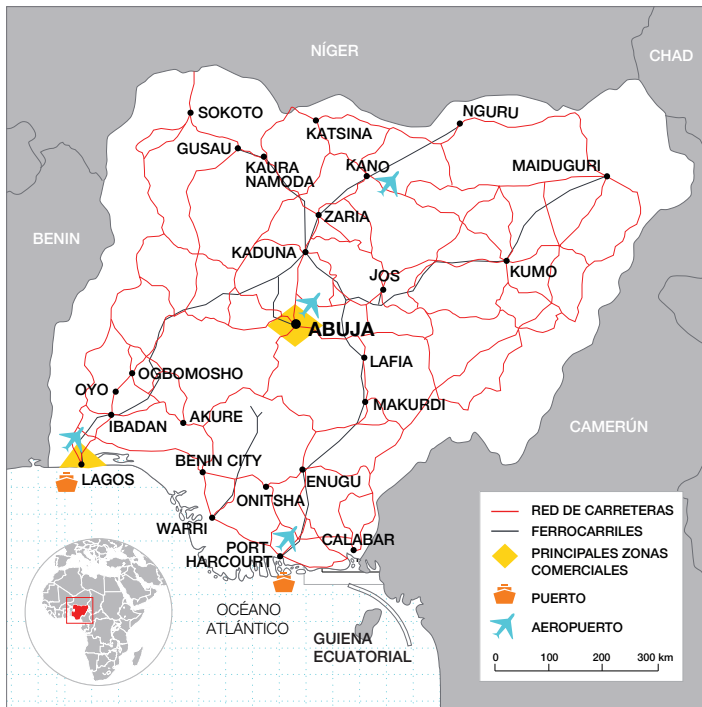 NÍGER
CHAD
SOKOTO
NGURU
KATSINA
GUSAU
KAURA
NAMODA
KANO
MAIDUGURI
ZARIA
BENIN
KADUNA
JOS
KUMO
ABUJA
LAFIA
OGBOMOSHO
OYO
MAKURDI
IBADAN
AKURE
CAMERÚN
BENIN CITY
LAGOS
ENUGU
ONITSHA
WARRI
CALABAR
PORT
HARCOURT
OCÉANO
ATLÁNTICO
GUIENA
ECUATORIAL
RED DE CARRETERAS
FERROCARRILES
PRINCIPALES ZONAS
COMERCIALES
PUERTO
AEROPUERTO
0 100 200 300 km